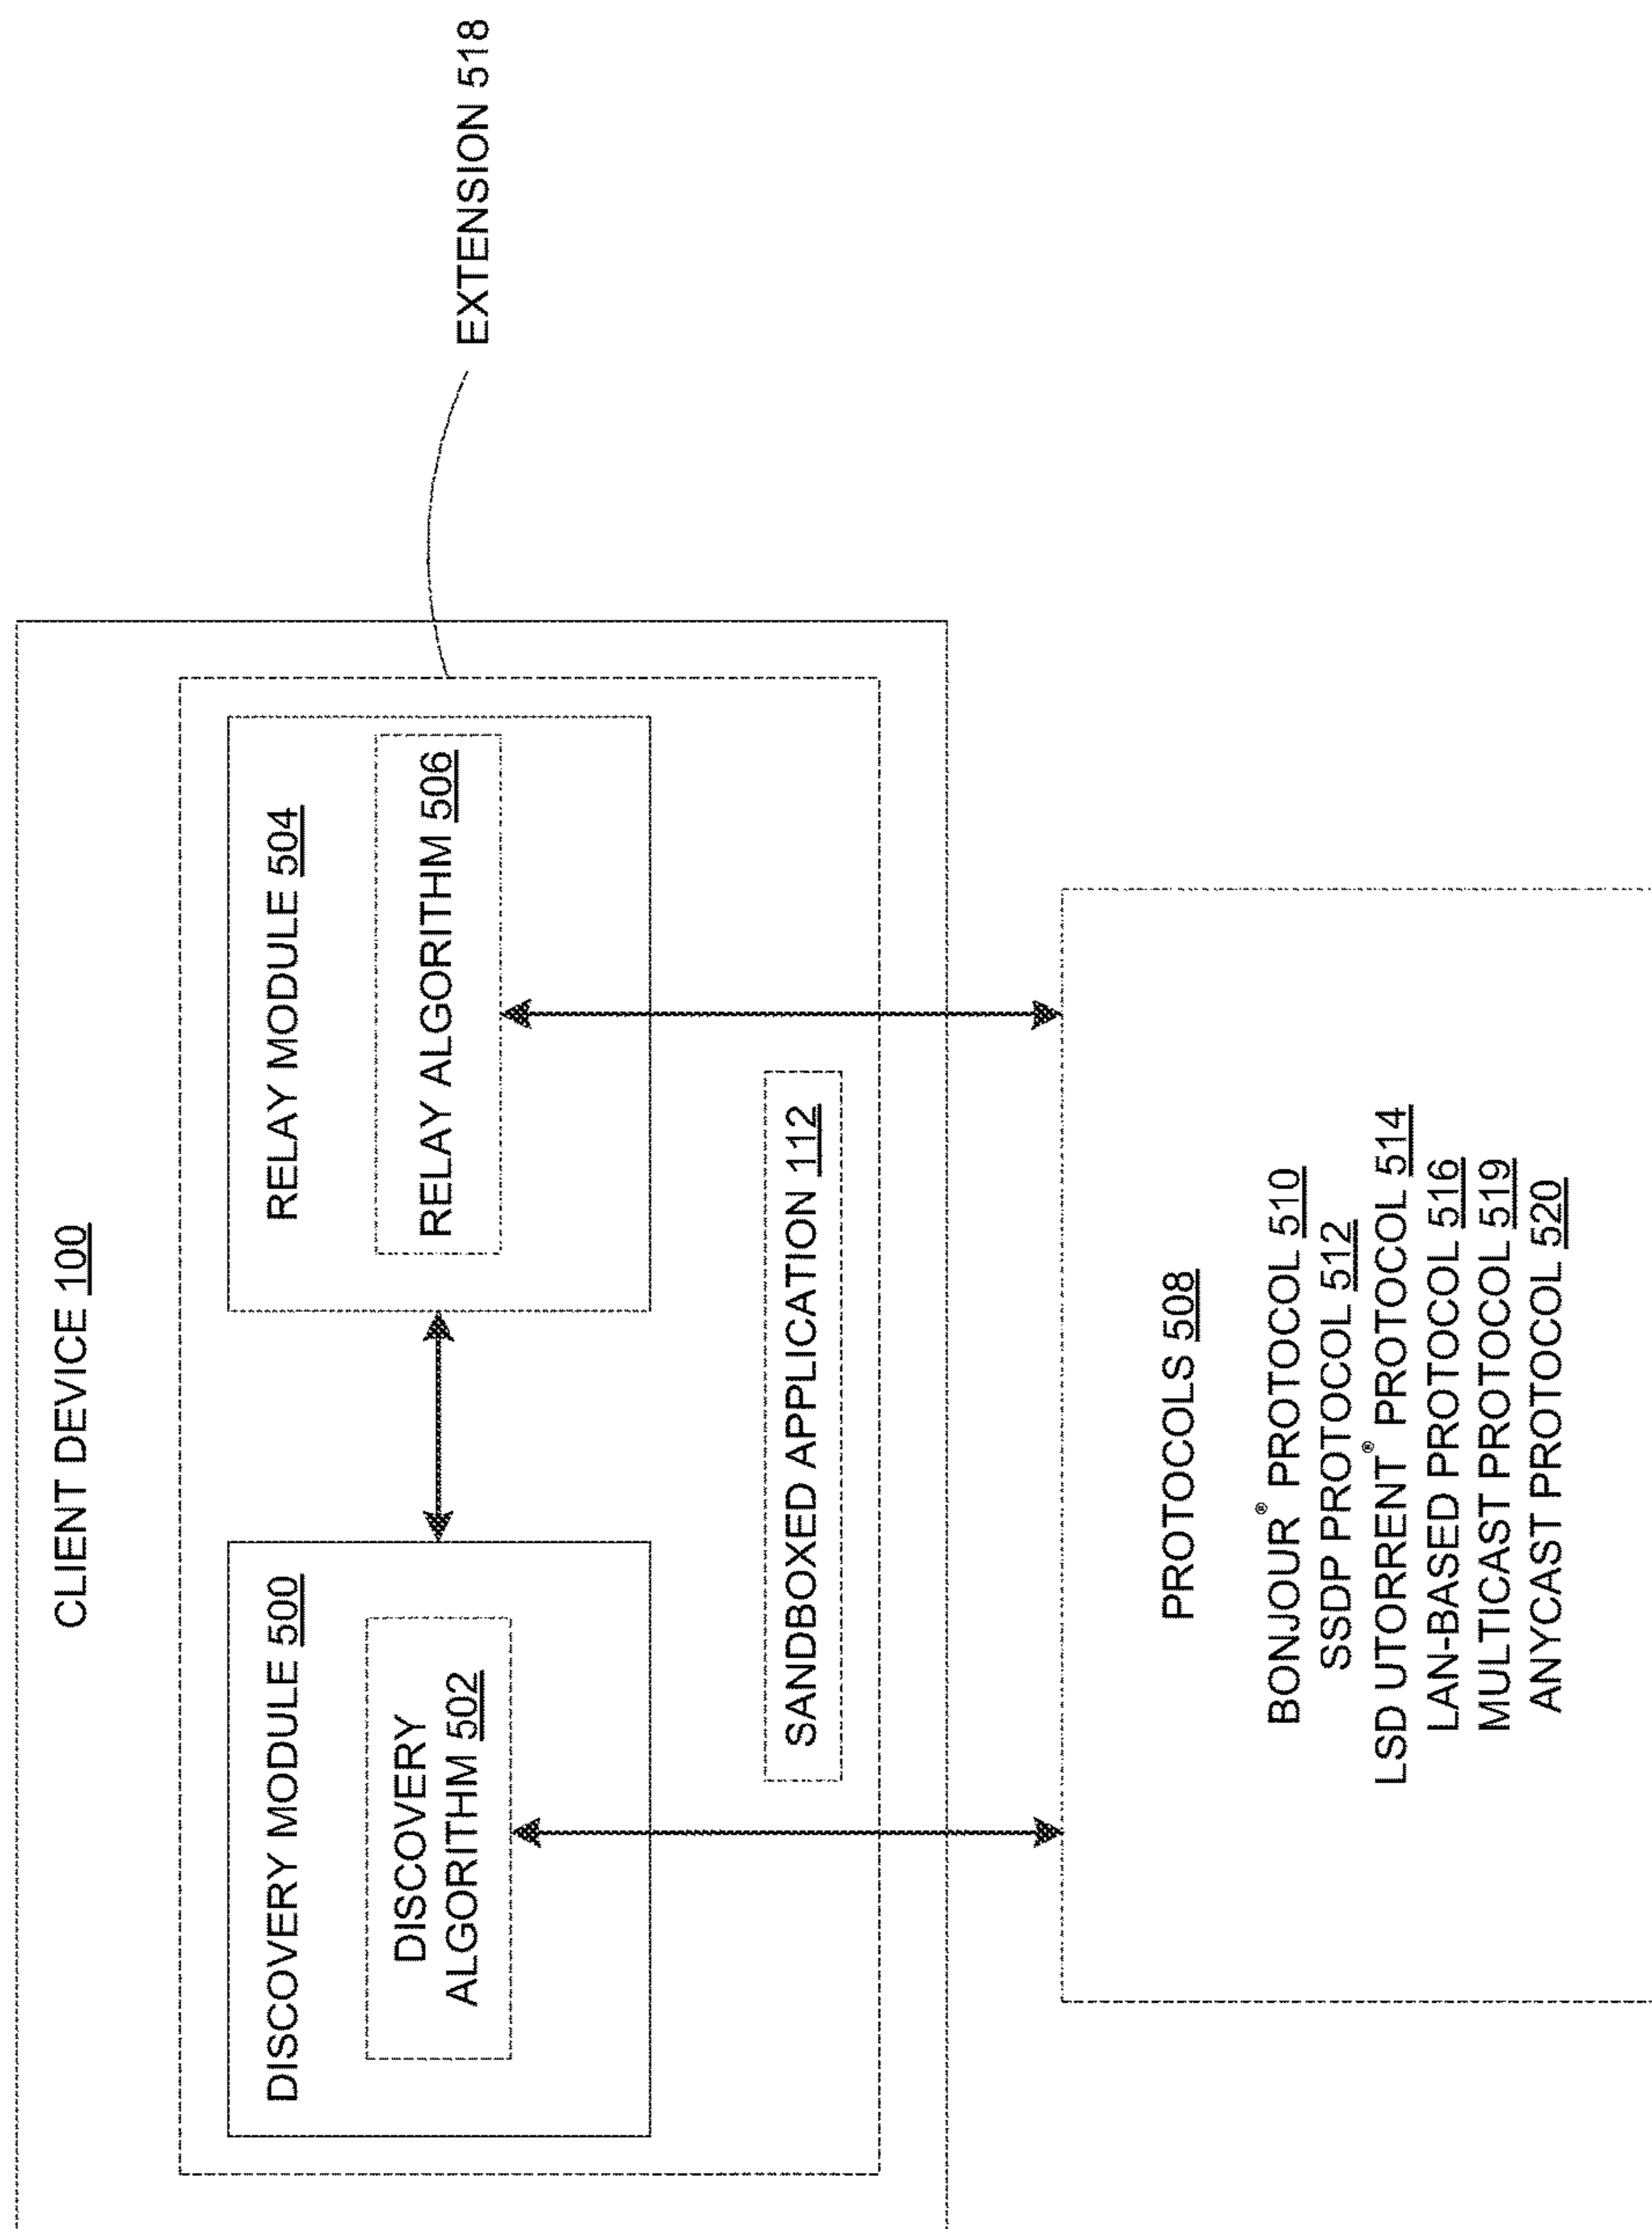 CLIENT DEVICE 100
EXTENSION 518
DISCOVERY MODULE 500
DISCOVERY
ALGORITHM 502
RELAY MODULE 504
RELAY ALGORITHM 506
SANDBOXED APPLICATION 112
PROTOCOLS 508
BONJOUR® PROTOCOL 510
SSDP PROTOCOL 512
LSD UTORRENT® PROTOCOL 514
LAN-BASED PROTOCOL 516
MULTICAST PROTOCOL 519
ANYCAST PROTOCOL 520